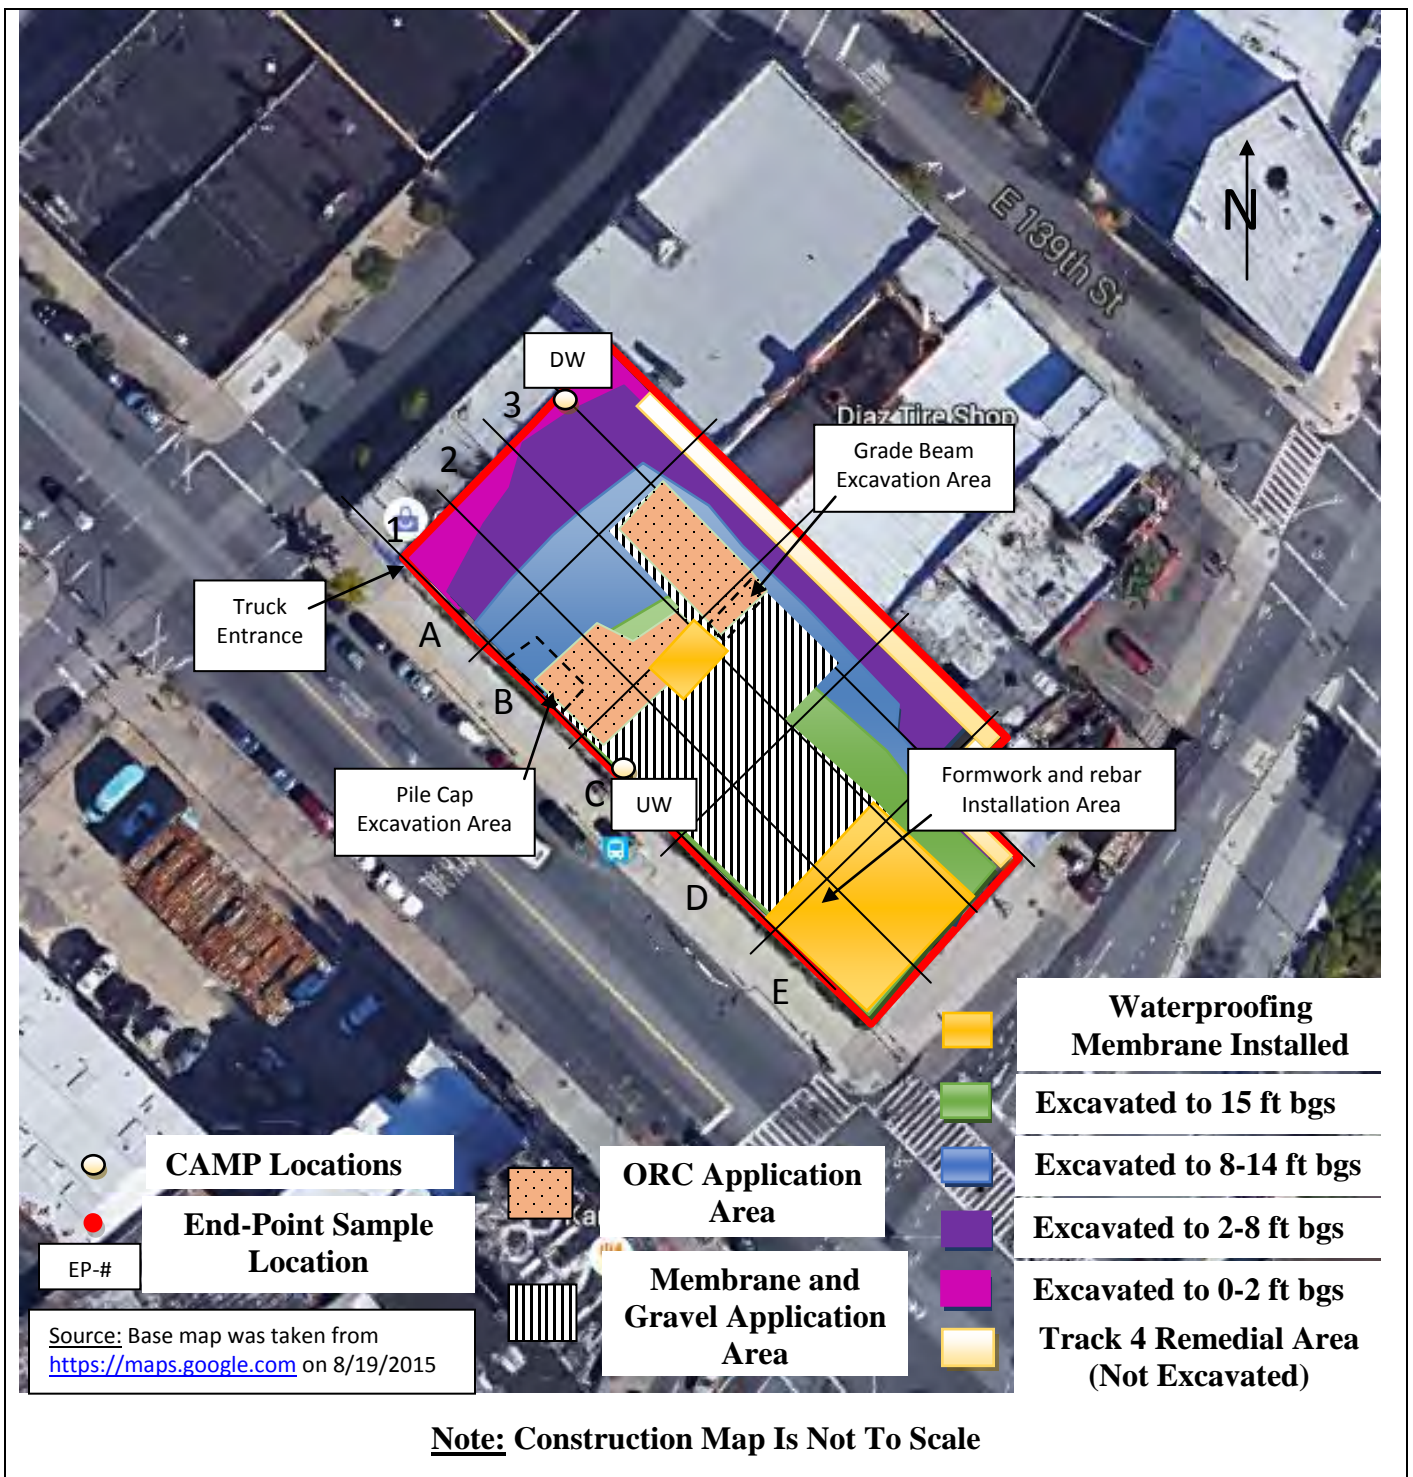 N
E 139th St
DW
3
Diaz Tire Shop
Grade Beam
Excavation Area
2
1
Truck
Entrance
A
B
Pile Cap
Excavation Area
C
UW
Formwork and rebar
Installation Area
D
E
Waterproofing
Membrane Installed
Excavated to 15 ft bgs
Excavated to 8-14 ft bgs
Excavated to 2-8 ft bgs
Excavated to 0-2 ft bgs
Track 4 Remedial Area
(Not Excavated)
CAMP Locations
End-Point Sample
Location
EP-#
ORC Application
Area
Membrane and
Gravel Application
Area
Source: Base map was taken from
https://maps.google.com on 8/19/2015
Note: Construction Map Is Not To Scale